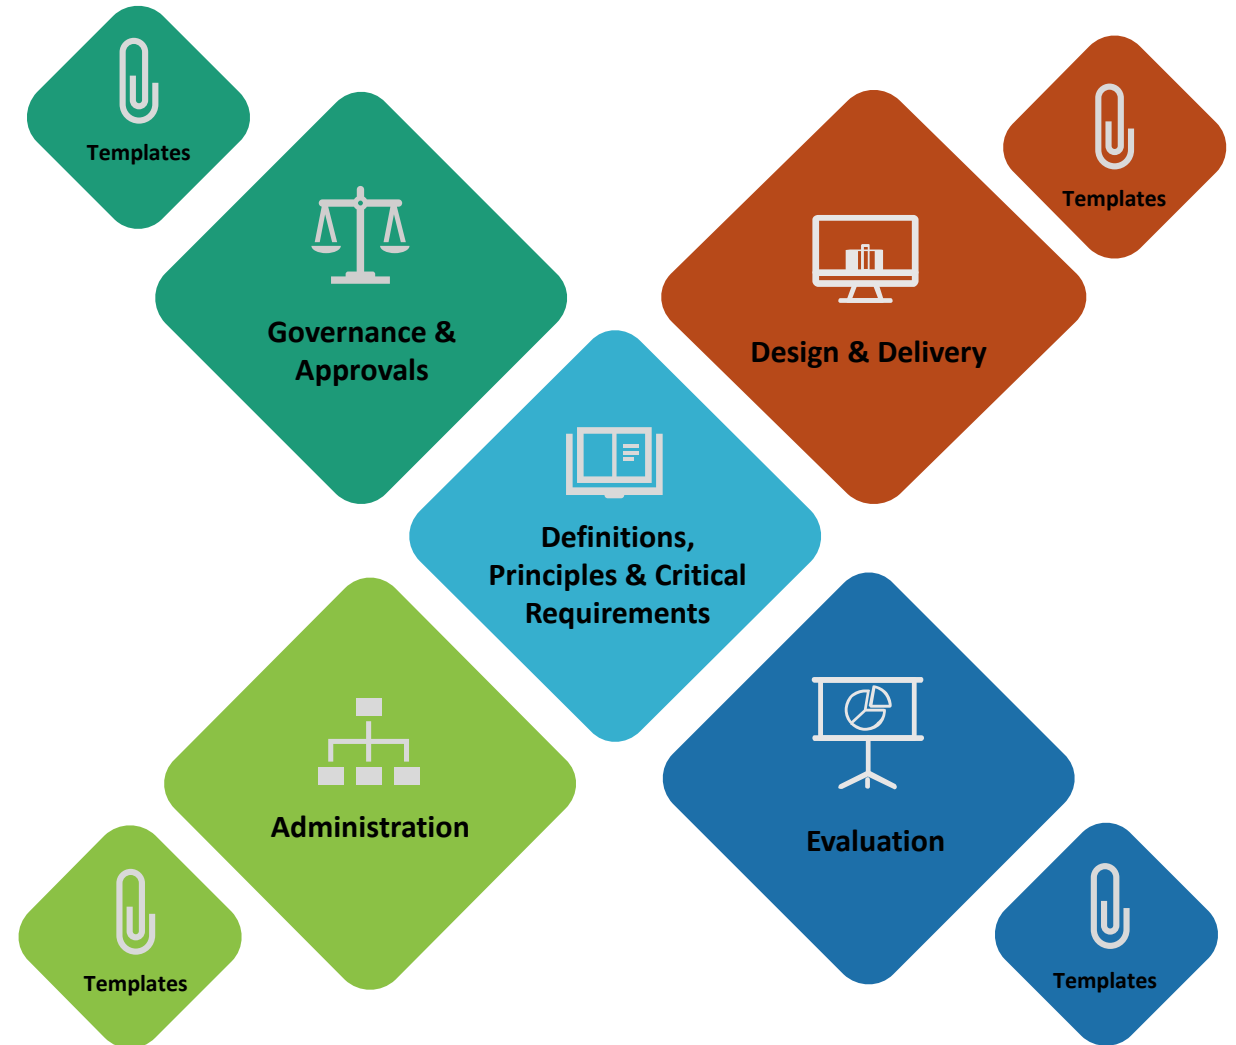 Templates
Templates
Governance &
Approvals
Design & Delivery
Definitions,
Principles & Critical
Requirements
Administration
Evaluation
Templates
Templates